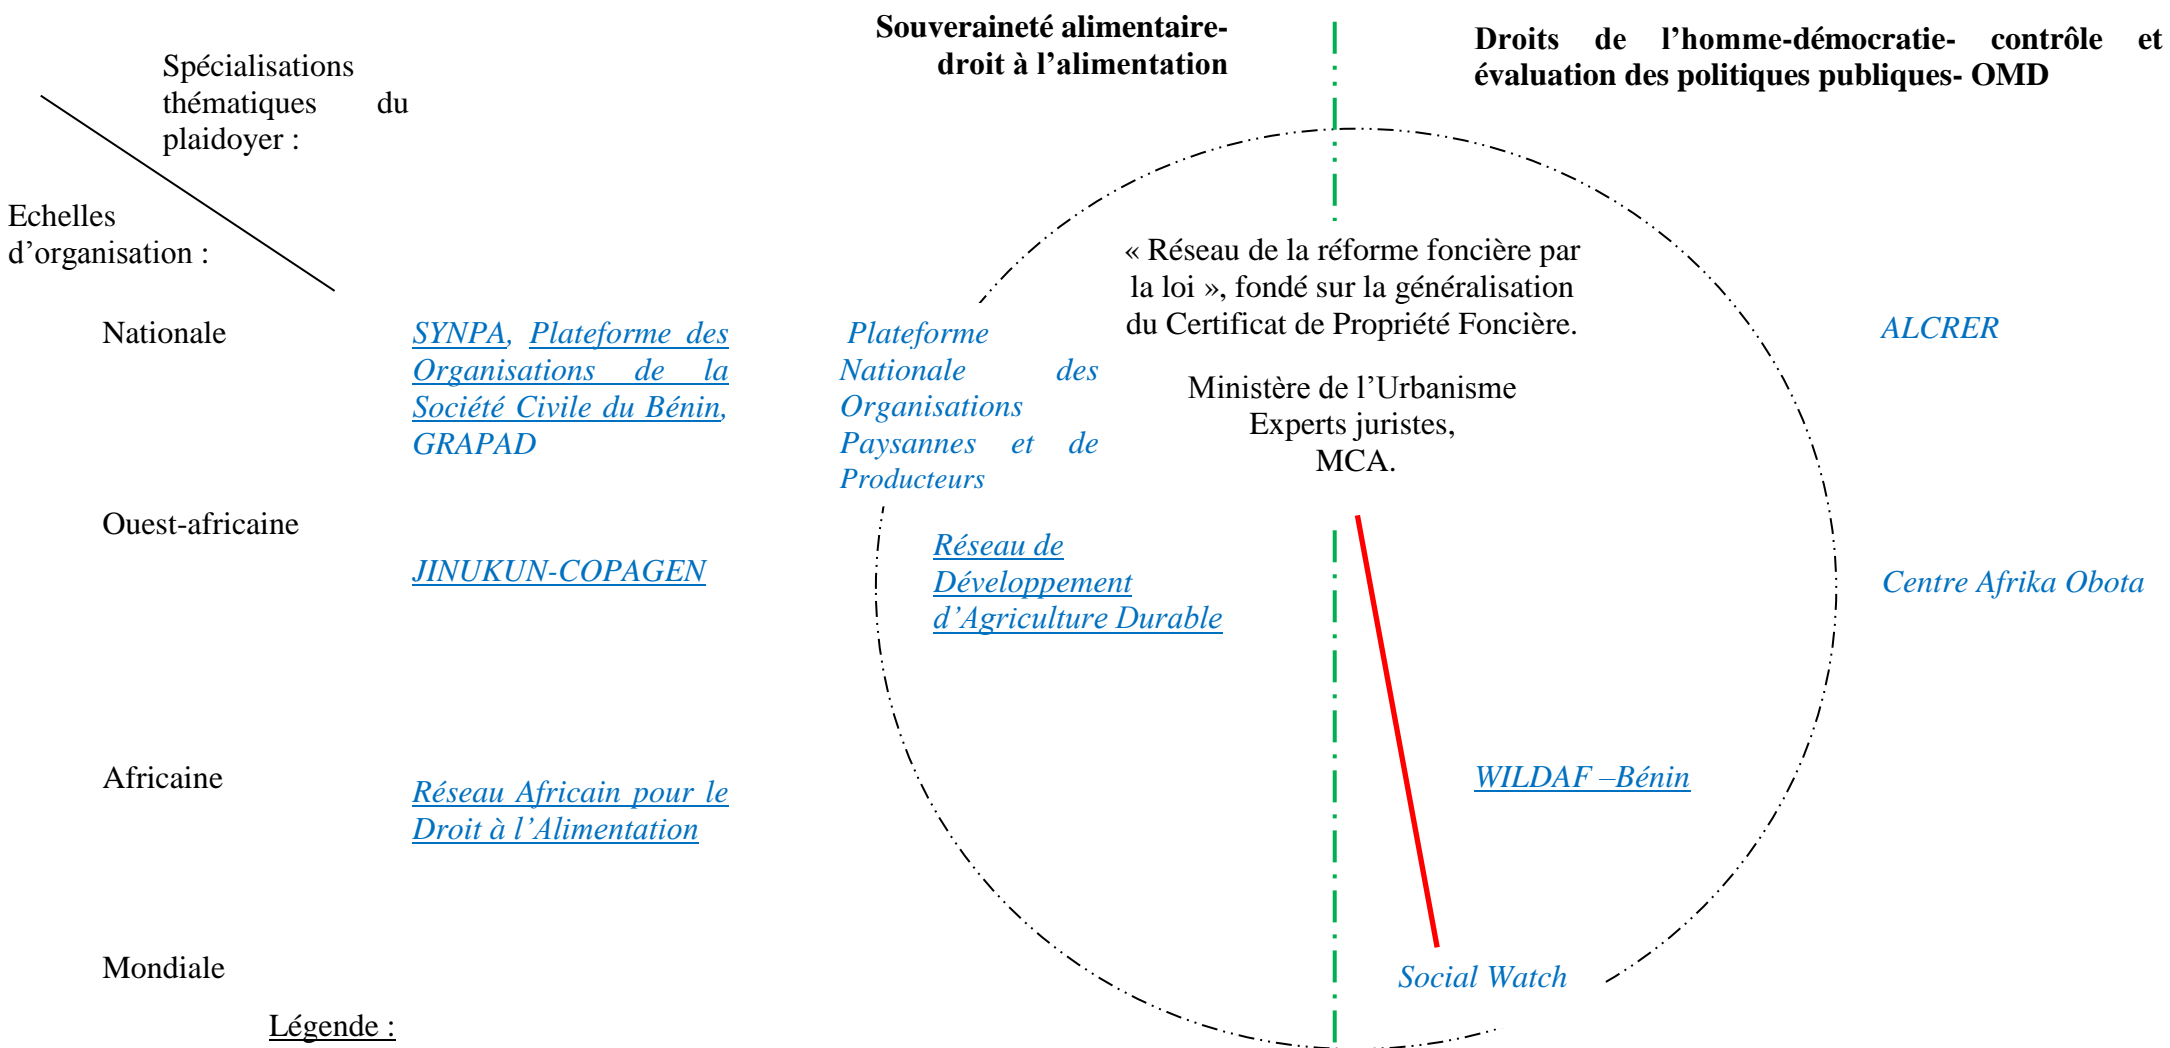 Souveraineté alimentaire-
droit à l’alimentation
Droits de l’homme-démocratie- contrôle et
évaluation des politiques publiques- OMD
Spécialisations
thématiques du
plaidoyer :
Echelles
d’organisation :
« Réseau de la réforme foncière par
la loi », fondé sur la généralisation
du Certificat de Propriété Foncière.
Ministère de l’Urbanisme
Experts juristes,
MCA.
Nationale
SYNPA, Plateforme des
Organisations de la
Société Civile du Bénin,
GRAPAD
Plateforme
Nationale des
Organisations
Paysannes et de
Producteurs
ALCRER
Ouest-africaine
JINUKUN-COPAGEN
Réseau de
Développement
d’Agriculture Durable
Centre Afrika Obota
Africaine
Réseau Africain pour le
Droit à l’Alimentation
WILDAF –Bénin
Mondiale
Social Watch
Légende :